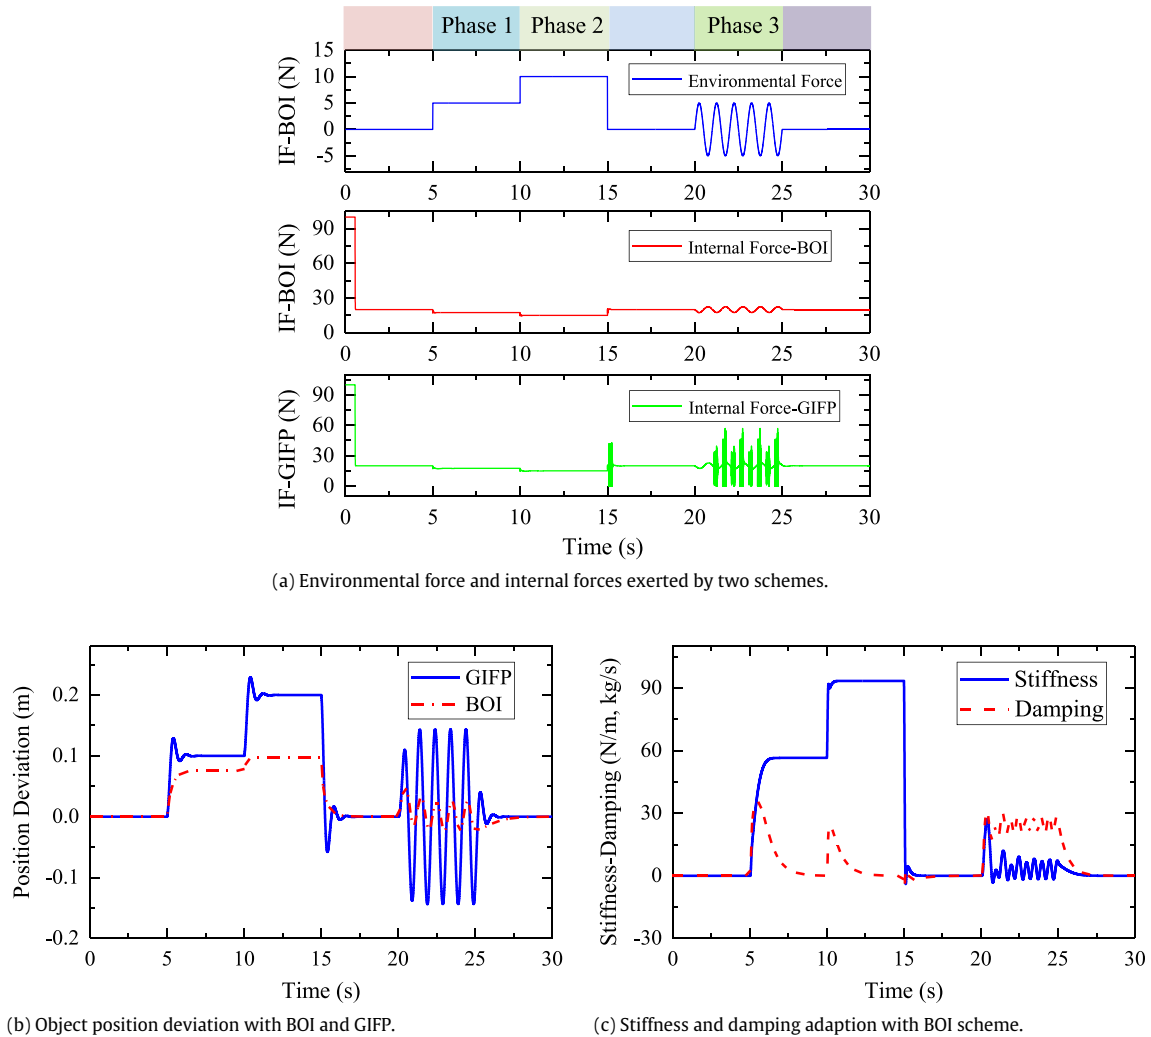 Phase 1 Phase 2 Phase 3
IF-BOI (N)
15
10
5
0
-5
Environmental Force
0 5 10 15 20 25 30
IF-BOI (N)
90
60
30
0
Internal Force-BOI
0 5 10 15 20 25 30
IF-GIFP (N)
90
60
30
0
Internal Force-GIFP
0 5 10 15 20 25 30
Time (s)
(a) Environmental force and internal forces exerted by two schemes.
Position Deviation (m)
0.2
0.1
0.0
-0.1
-0.2
GIFP
BOI
0 5 10 15 20 25 30
Time (s)
(b) Object position deviation with BOI and GIFP.
Stiffness-Damping (N/m, kg/s)
90
60
30
0
-30
Stiffness
Damping
0 5 10 15 20 25 30
Time (s)
(c) Stiffness and damping adaption with BOI scheme.